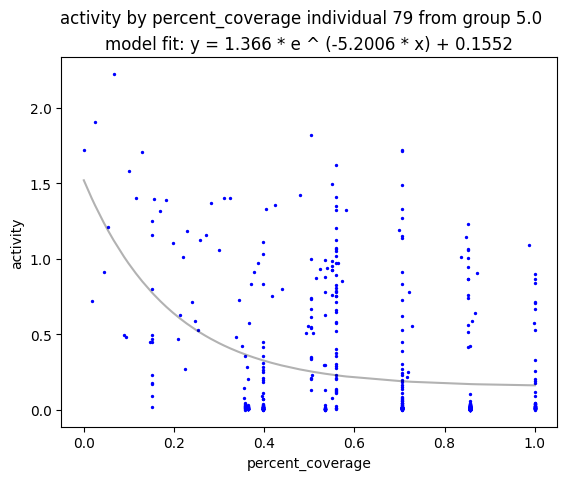 activity by percent_coverage individual 79 from group 5.0
model fit: y = 1.366 * e ^ (-5.2006 * x) + 0.1552
activity
2.0
1.5
1.0
0.5
0.0
0.0 0.2 0.4 0.6 0.8 1.0
percent_coverage